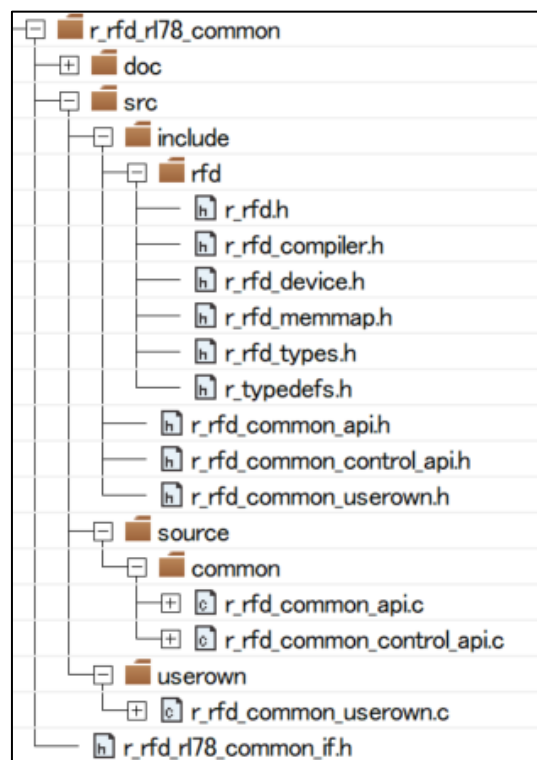 r_rfd_rl78_common
doc
src
include
rfd
r_rfd.h
r_rfd_compiler.h
r_rfd_device.h
r_rfd_memmap.h
r_rfd_types.h
r_typedefs.h
r_rfd_common_api.h
r_rfd_common_control_api.h
r_rfd_common_userown.h
source
common
r_rfd_common_api.c
r_rfd_common_control_api.c
userown
r_rfd_common_userown.c
r_rfd_rl78_common_if.h